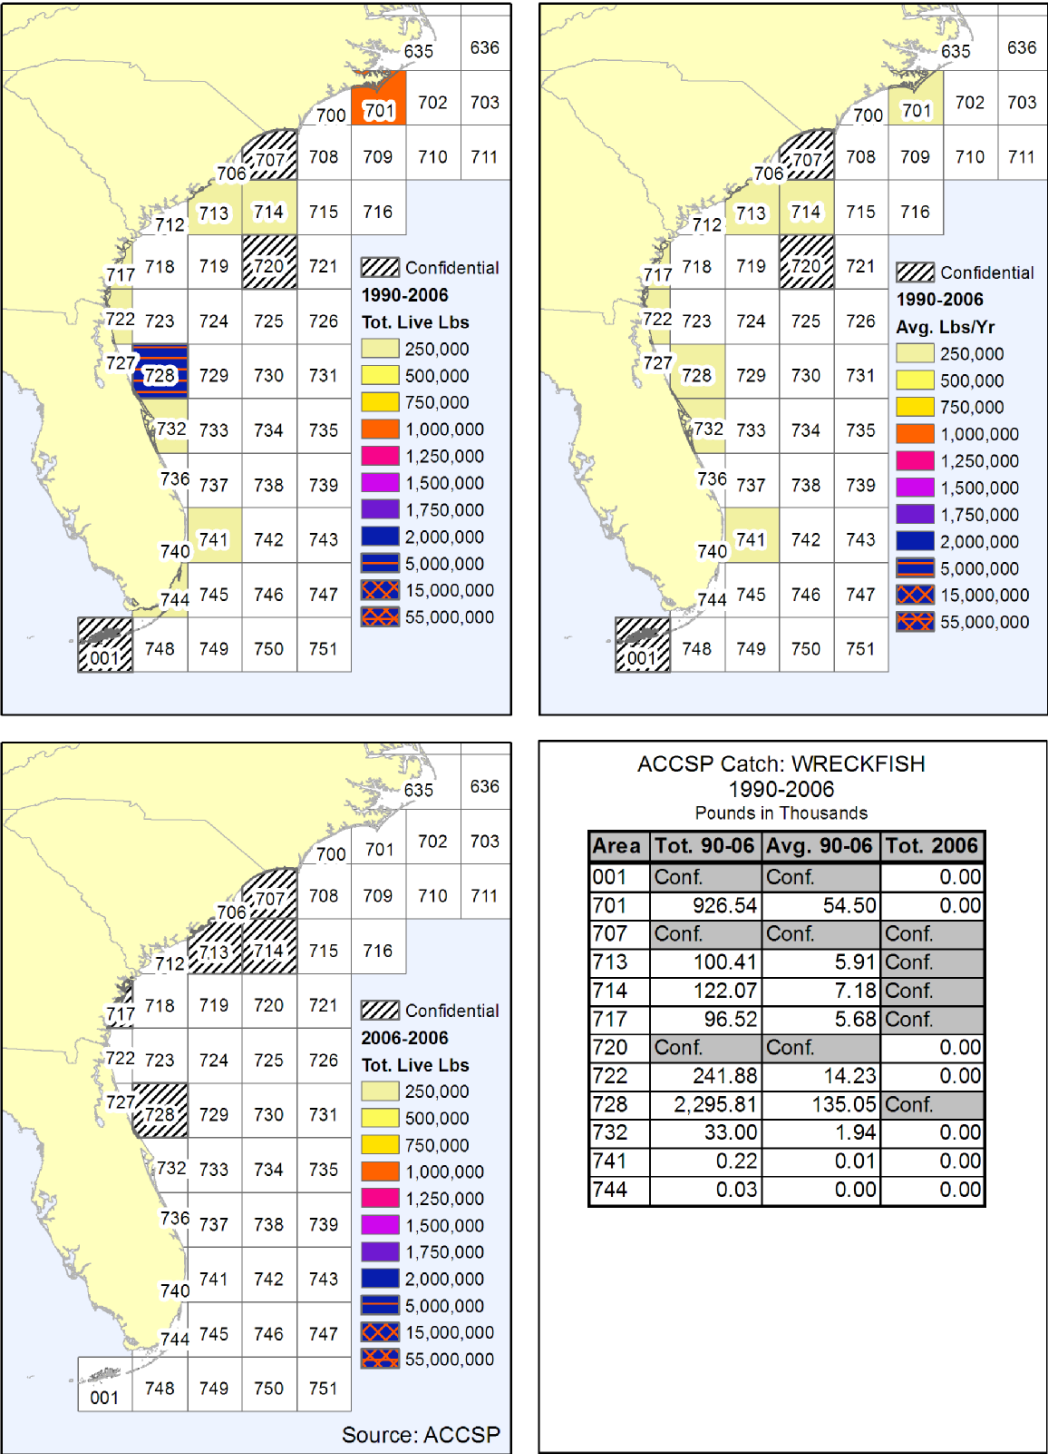 635 636
700 701 702 703
706 707 708 709 710 711
712 713 714 715 716
717 718 719 720 721
722 723 724 725 726
727 728 729 730 731
732 733 734 735
736 737 738 739
740 741 742 743
744 745 746 747
001 748 749 750 751
Confidential
1990-2006
Tot. Live Lbs
250,000
500,000
750,000
1,000,000
1,250,000
1,500,000
1,750,000
2,000,000
5,000,000
15,000,000
55,000,000
635 636
700 701 702 703
706 707 708 709 710 711
712 713 714 715 716
717 718 719 720 721
722 723 724 725 726
727 728 729 730 731
732 733 734 735
736 737 738 739
740 741 742 743
744 745 746 747
001 748 749 750 751
Confidential
1990-2006
Avg. Lbs/Yr
250,000
500,000
750,000
1,000,000
1,250,000
1,500,000
1,750,000
2,000,000
5,000,000
15,000,000
55,000,000
635 636
700 701 702 703
706 707 708 709 710 711
712 713 714 715 716
717 718 719 720 721
722 723 724 725 726
727 728 729 730 731
732 733 734 735
736 737 738 739
740 741 742 743
744 745 746 747
001 748 749 750 751
Confidential
2006-2006
Tot. Live Lbs
250,000
500,000
750,000
1,000,000
1,250,000
1,500,000
1,750,000
2,000,000
5,000,000
15,000,000
55,000,000
Source: ACCSP
ACCSP Catch: WRECKFISH
1990-2006
Pounds in Thousands
Area Tot. 90-06 Avg. 90-06 Tot. 2006
001 Conf. Conf. 0.00
701 926.54 54.50 0.00
707 Conf. Conf. Conf.
713 100.41 5.91 Conf.
714 122.07 7.18 Conf.
717 96.52 5.68 Conf.
720 Conf. Conf. 0.00
722 241.88 14.23 0.00
728 2,295.81 135.05 Conf.
732 33.00 1.94 0.00
741 0.22 0.01 0.00
744 0.03 0.00 0.00